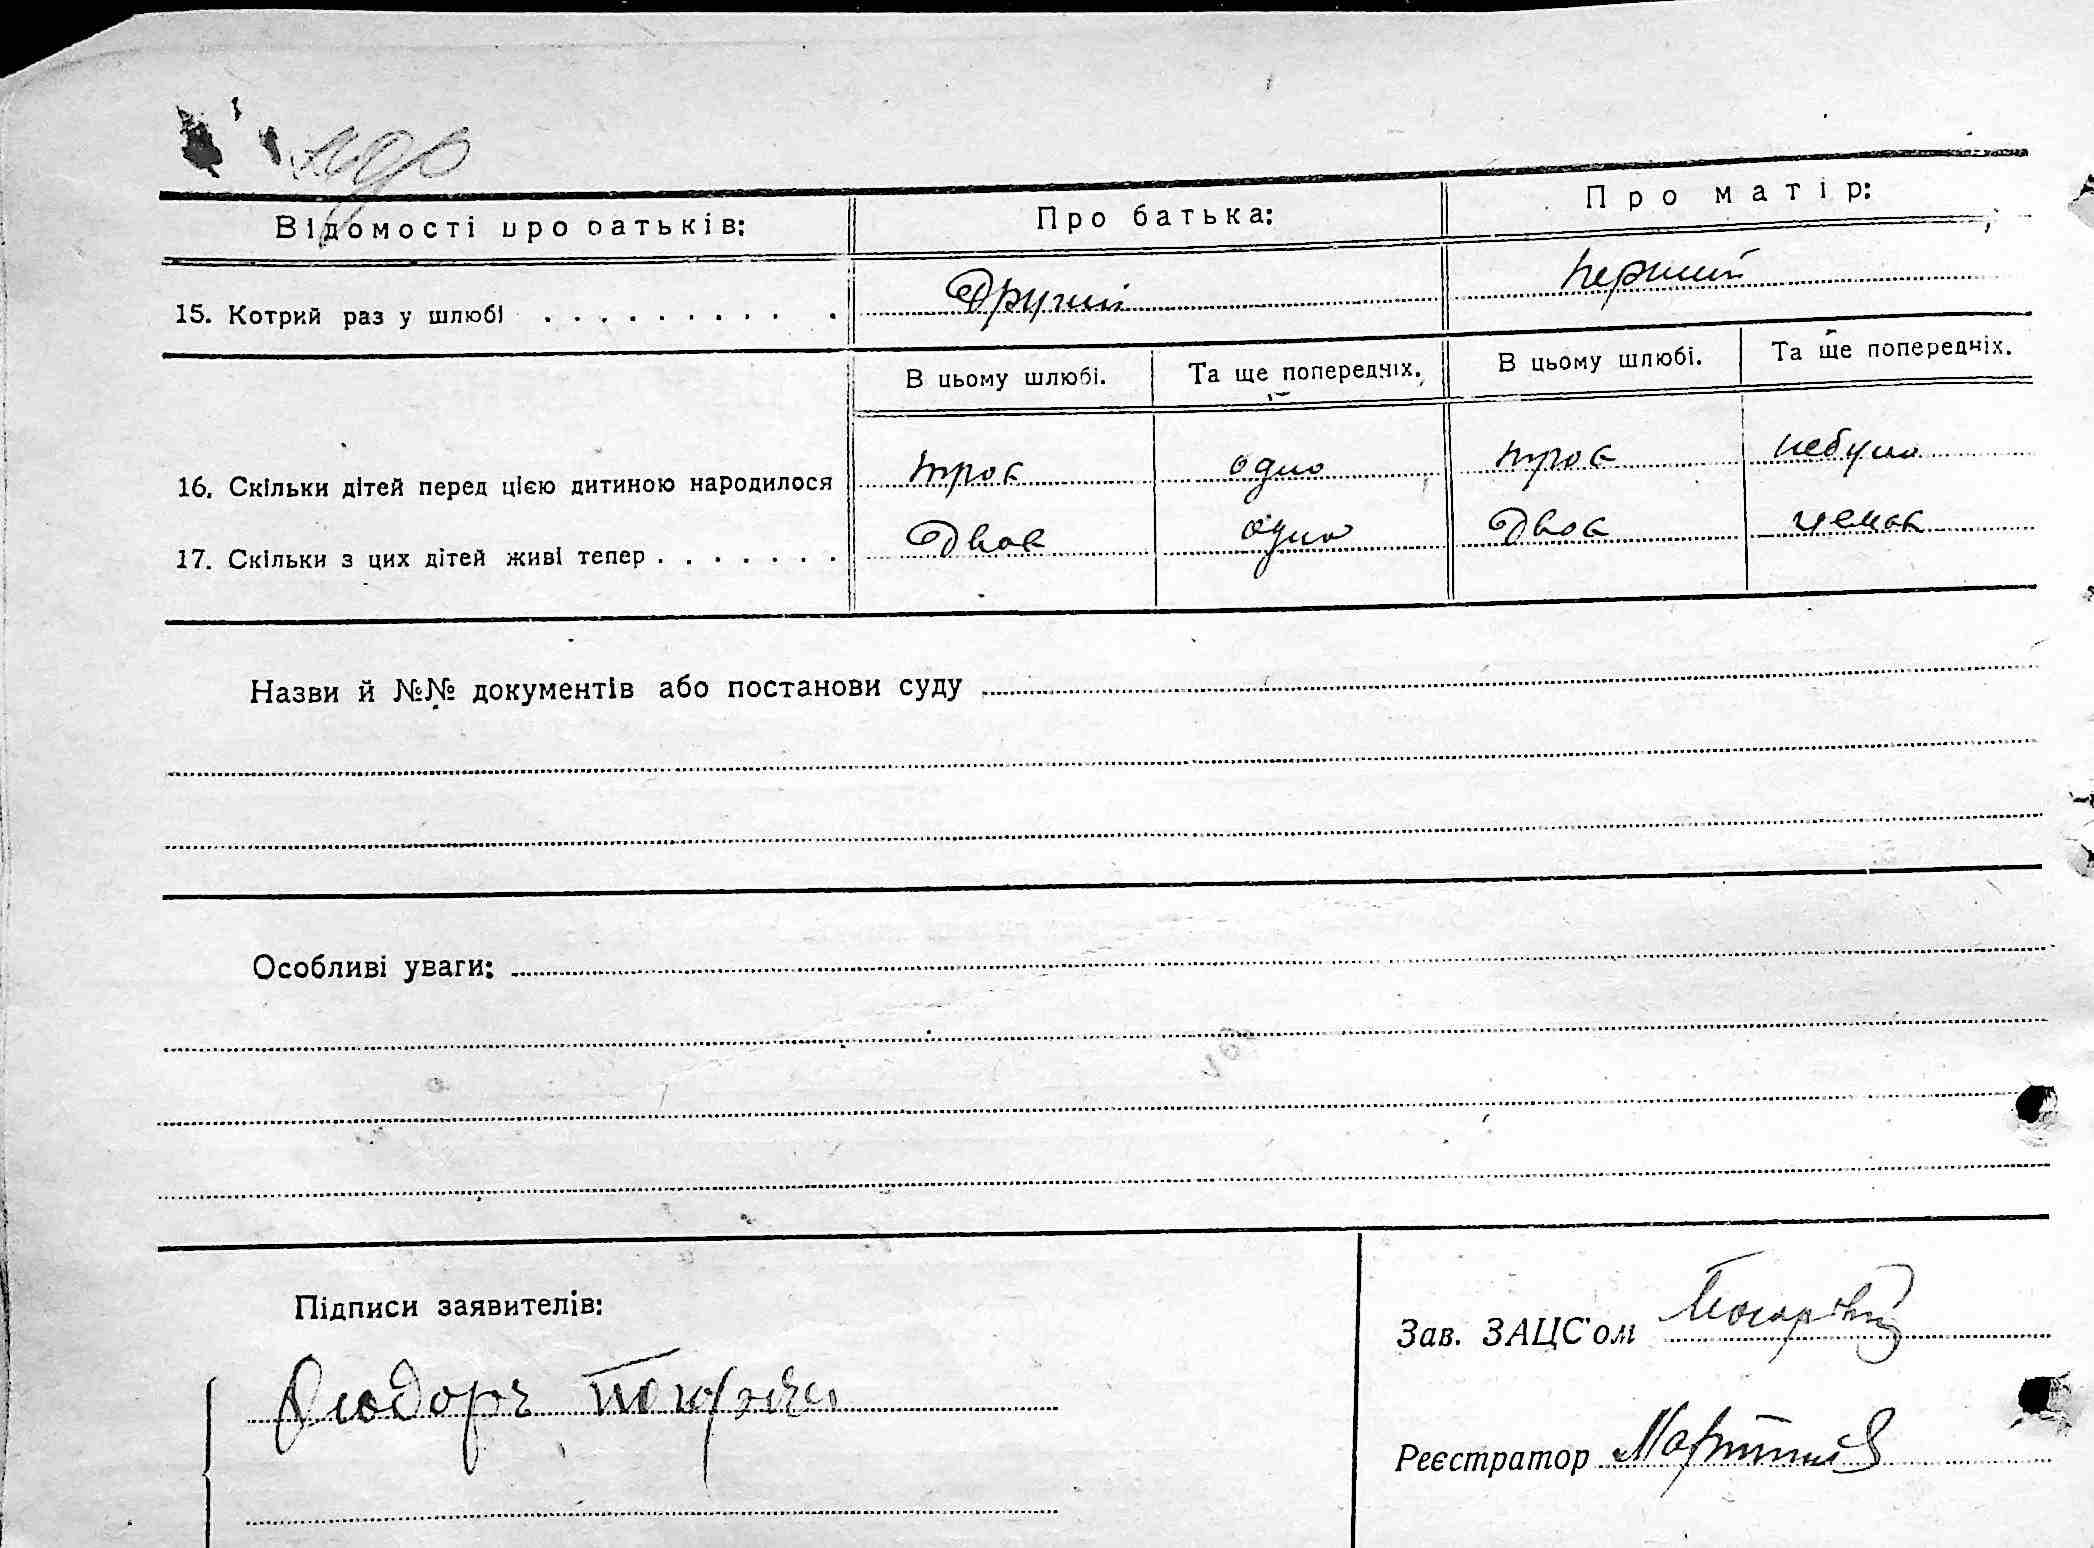 Відомості про батьків: Про батька: Про матір:
15. Котрий раз у шлюбі . . . . . . . . . . . Другий перший
В цьому шлюбі. Та ще попередніх. В цьому шлюбі. Та ще попередніх.
16. Скільки дітей перед цією дитиною народилося троє одно троє небуло
17. Скільки з цих дітей живі тепер . . . . . . . Двоє одно Двоє немає
Назви й №№ документів або постанови суду
Особливі уваги:
Підписи заявителів:
Зав. ЗАЦС'ом
Реєстратор